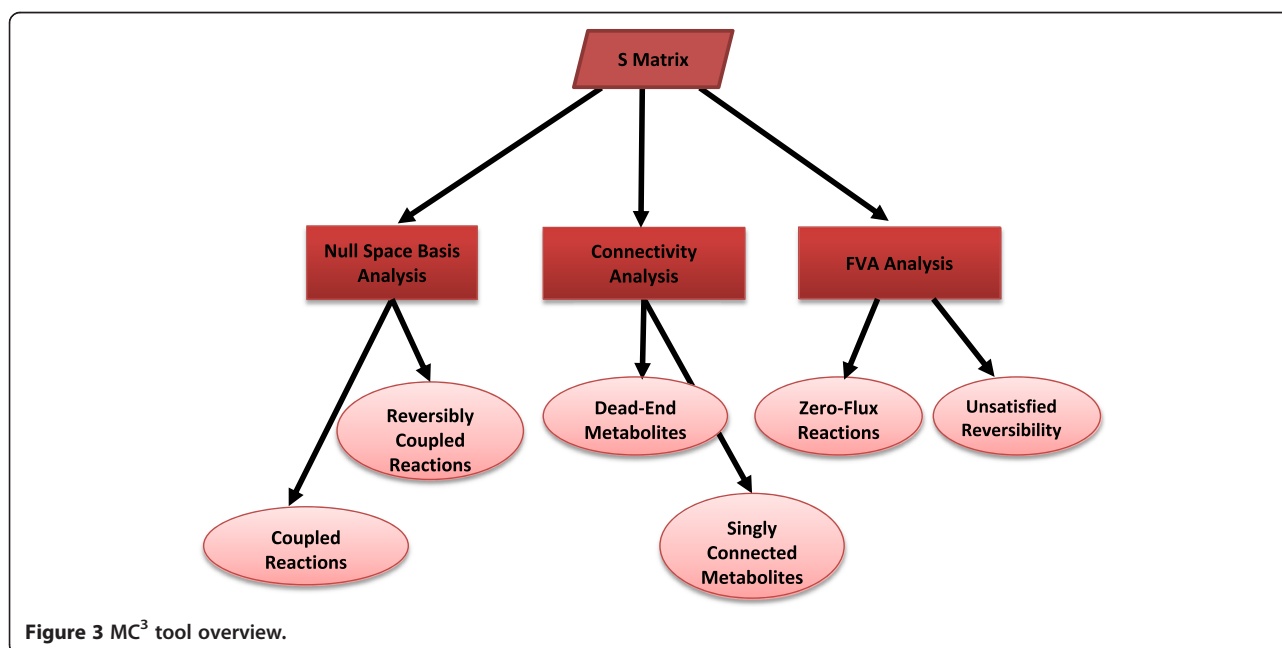 S Matrix
Null Space Basis
Analysis
Connectivity
Analysis
FVA Analysis
Reversibly
Coupled
Reactions
Dead-End
Metabolites
Zero-Flux
Reactions
Unsatisfied
Reversibility
Coupled
Reactions
Singly
Connected
Metabolites
Figure 3 MC³ tool overview.